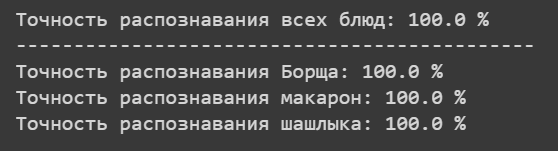 Точность распознавания всех блюд: 100.0 %
---------------------------------------------
Точность распознавания Борща: 100.0 %
Точность распознавания макарон: 100.0 %
Точность распознавания шашлыка: 100.0 %